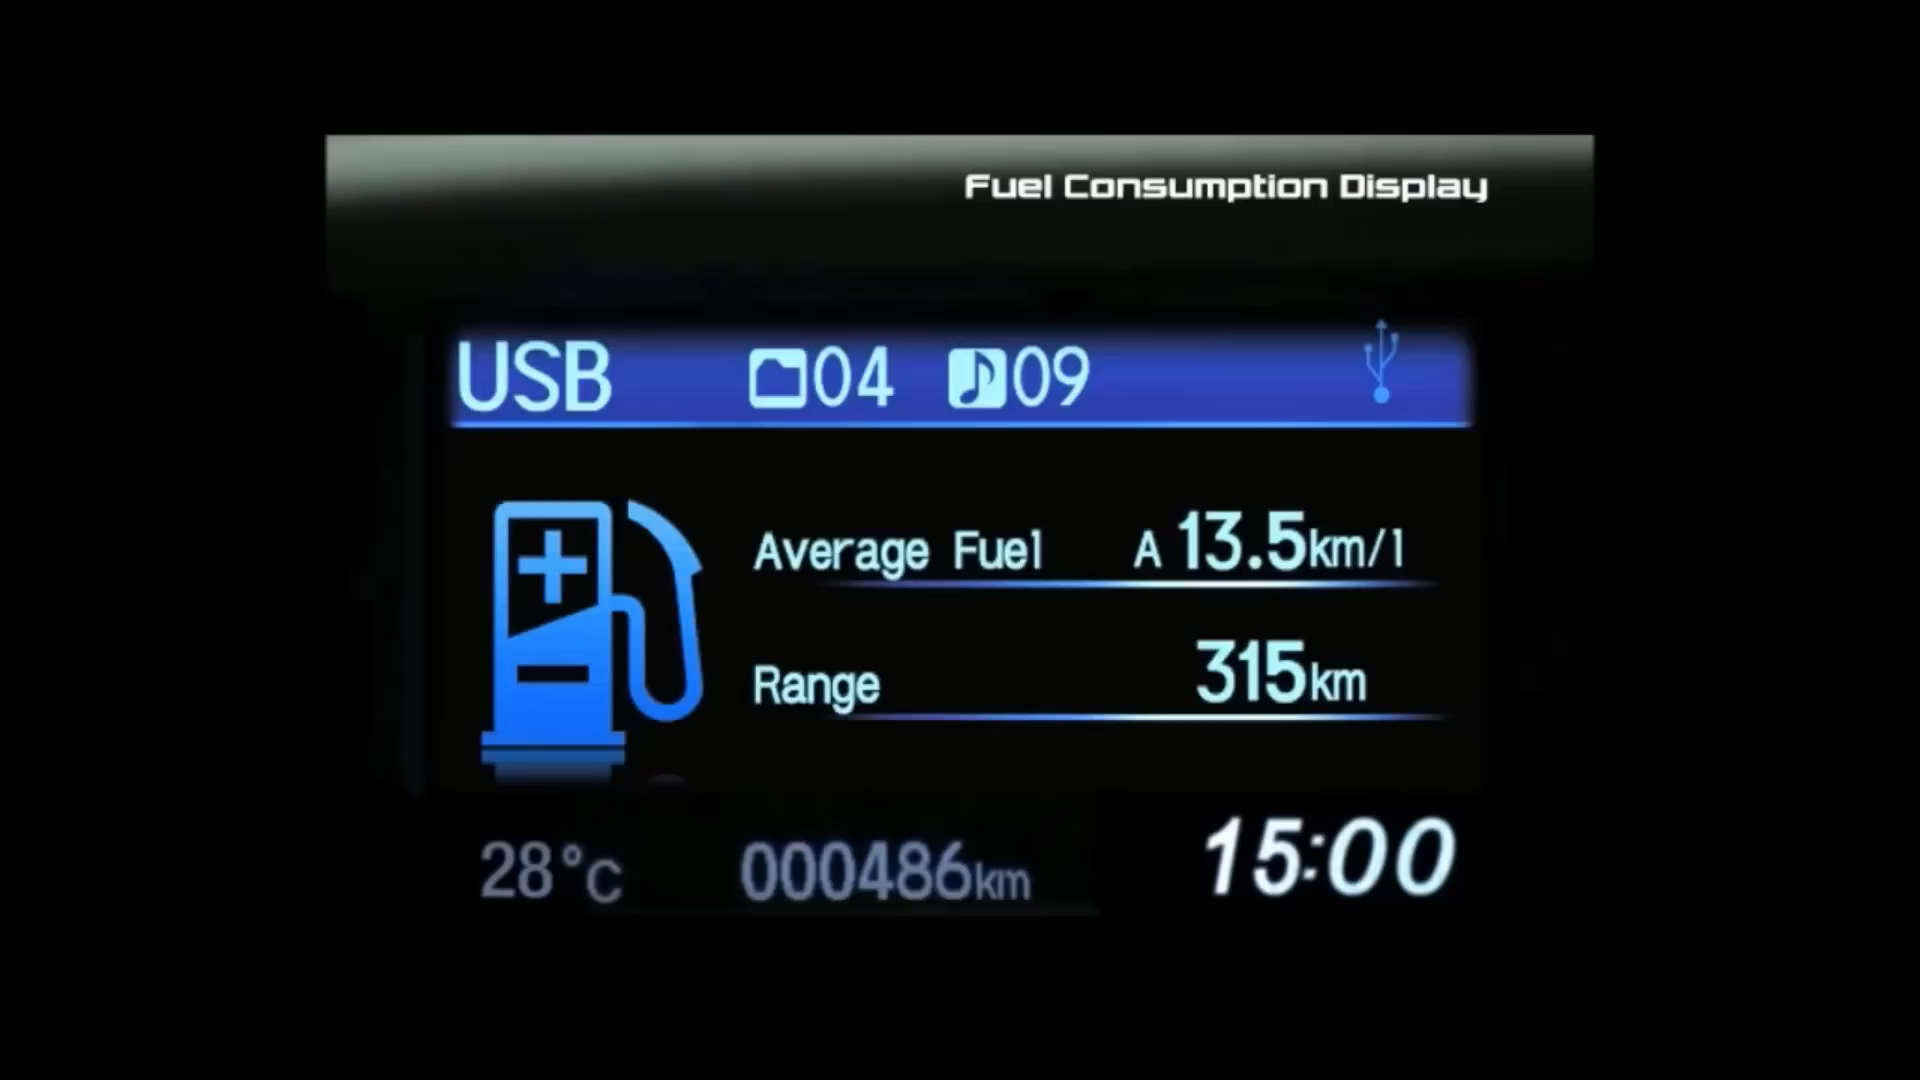 Fuel Consumption Display
USB 04 09
Average Fuel A 13.5km/l
Range 315km
28°C 000486km 15:00